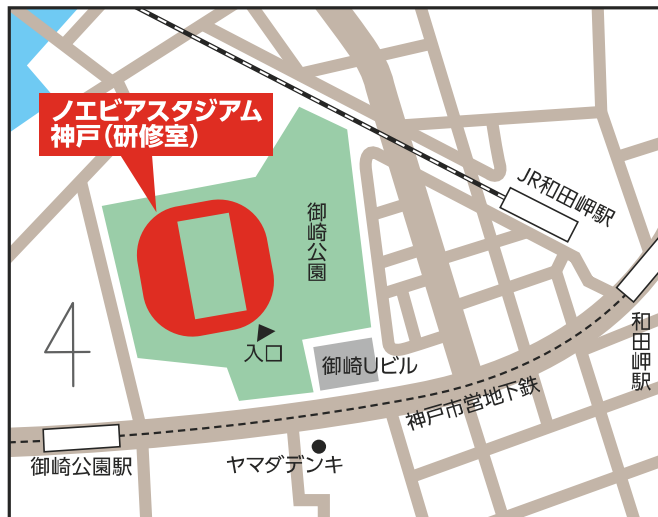 ノエビアスタジアム
神戸(研修室)
御崎公園
JR和田岬駅
和田岬駅
入口
御崎Uビル
神戸市営地下鉄
御崎公園駅
ヤマダデンキ